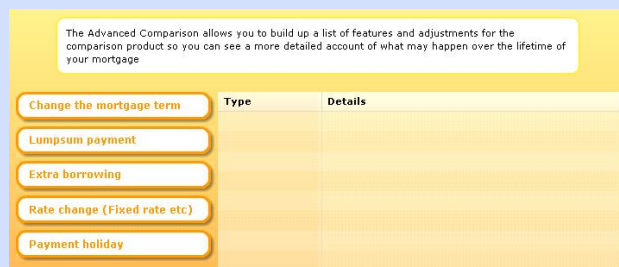 The Advanced Comparison allows you to build up a list of features and adjustments for the
comparison product so you can see a more detailed account of what may happen over the lifetime of
your mortgage
Change the mortgage term
Type
Details
Lumpsum payment
Extra borrowing
Rate change (Fixed rate etc)
Payment holiday